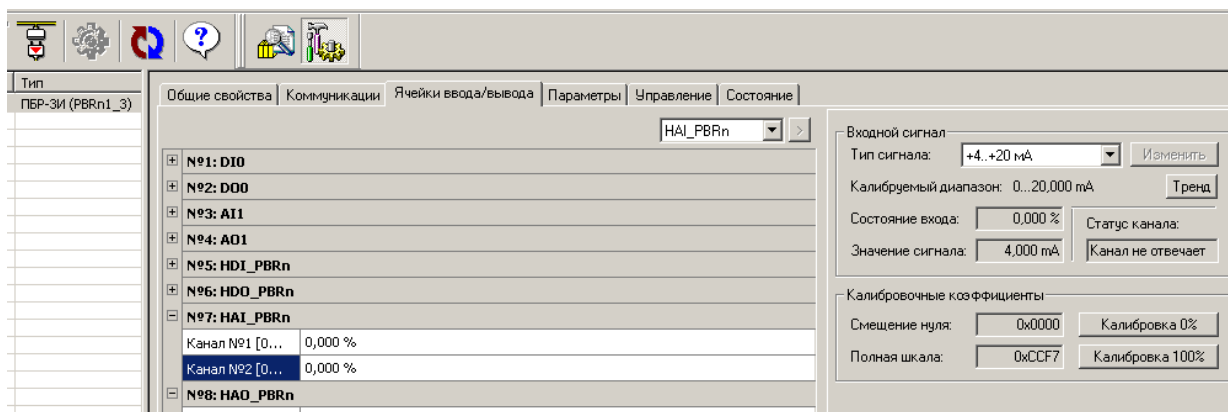 Тип
ПБР-3И (PBRn1_3)
Общие свойства Коммуникации Ячейки ввода/вывода Параметры Управление Состояние
HAI_PBRn >
№1: DI0
№2: DO0
№3: AI1
№4: AO1
№5: HDI_PBRn
№6: HDO_PBRn
№7: HAI_PBRn
Канал №1 [0... 0,000 %
Канал №2 [0... 0,000 %
№8: HAO_PBRn
Входной сигнал
Тип сигнала: +4..+20 мА Изменить
Калибруемый диапазон: 0...20,000 mA Тренд
Состояние входа: 0,000 % Статус канала:
Значение сигнала: 4,000 mA Канал не отвечает
Калибровочные коэффициенты
Смещение нуля: 0x0000 Калибровка 0%
Полная шкала: 0xCCF7 Калибровка 100%